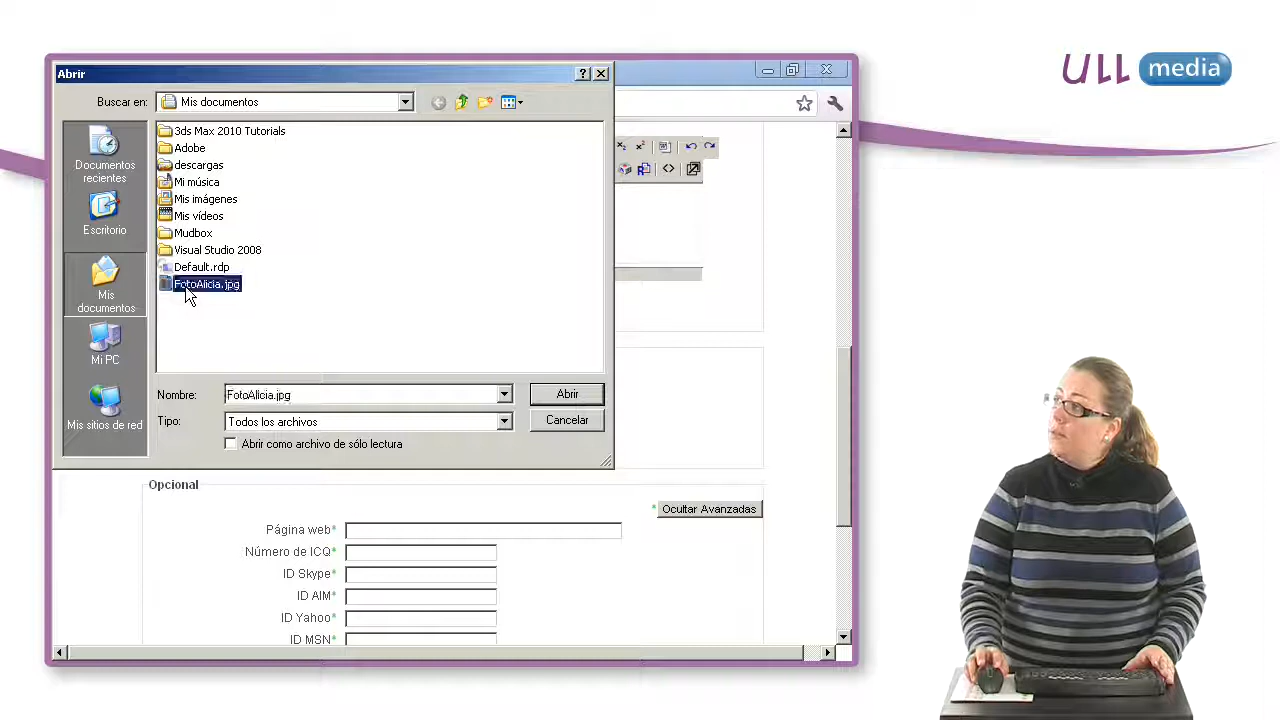 ULL media
Abrir
Buscar en:
Mis documentos
3ds Max 2010 Tutorials
Adobe
descargas
Mi música
Mis imágenes
Mis vídeos
Mudbox
Visual Studio 2008
Default.rdp
FotoAlicia.jpg
Documentos
recientes
Escritorio
Mis
documentos
Mi PC
Mis sitios de red
Nombre:
FotoAlicia.jpg
Abrir
Tipo:
Todos los archivos
Cancelar
Abrir como archivo de sólo lectura
Opcional
* Ocultar Avanzadas
Página web*
Número de ICQ*
ID Skype*
ID AIM*
ID Yahoo*
ID MSN*